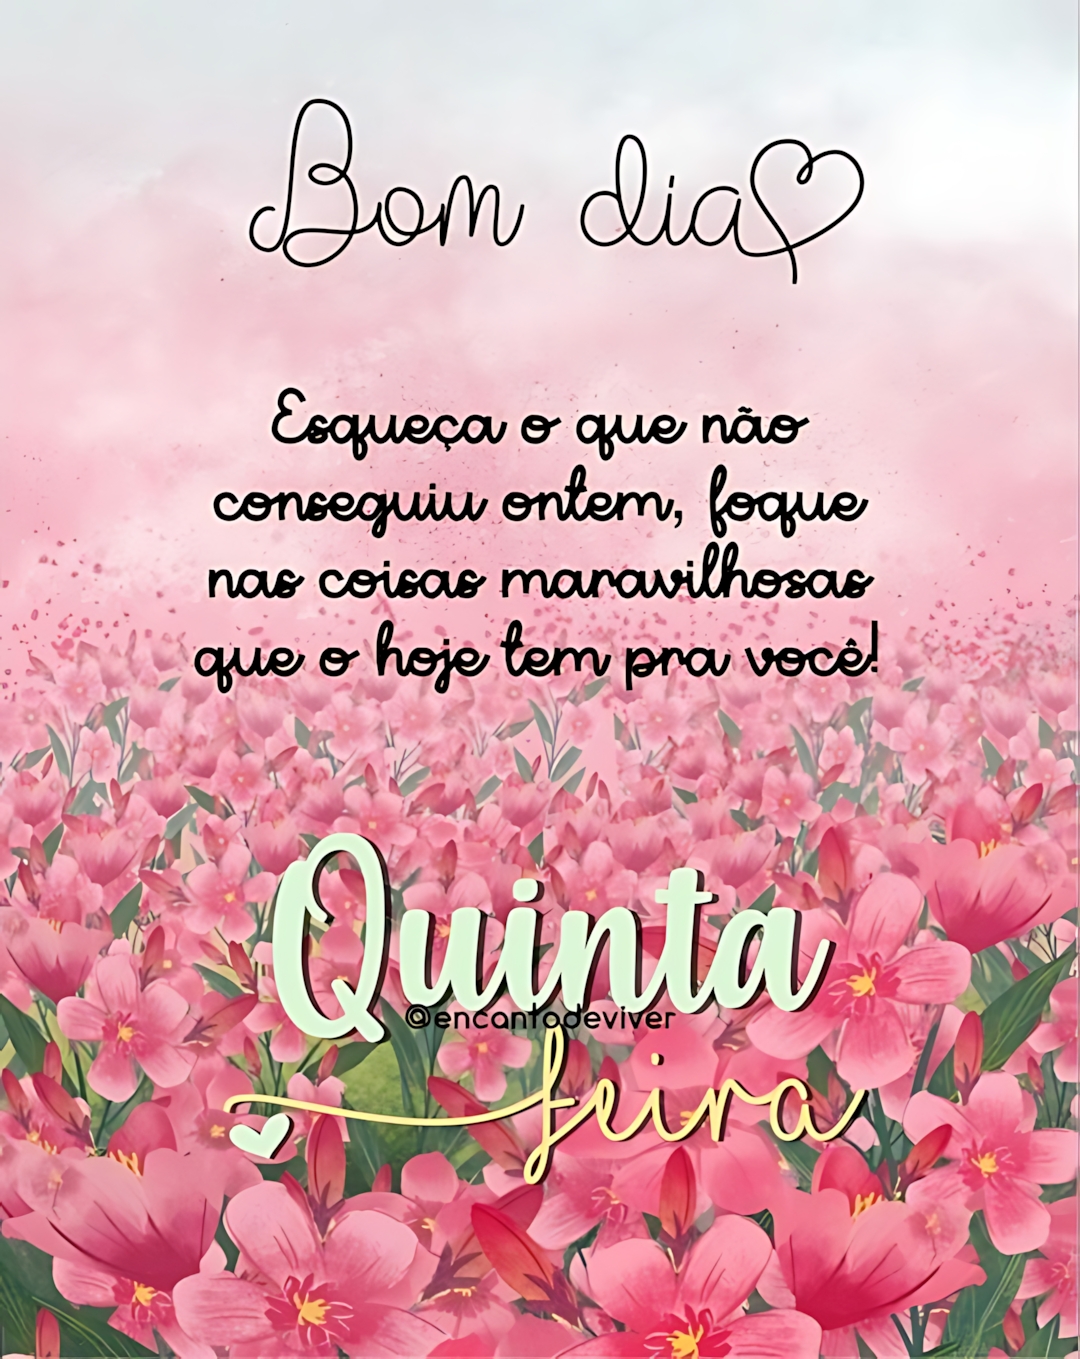 Bom dia
Esqueça o que não
conseguiu ontem, foque
nas coisas maravilhosas
que o hoje tem pra você!
Quinta
@encantodeviver
feira